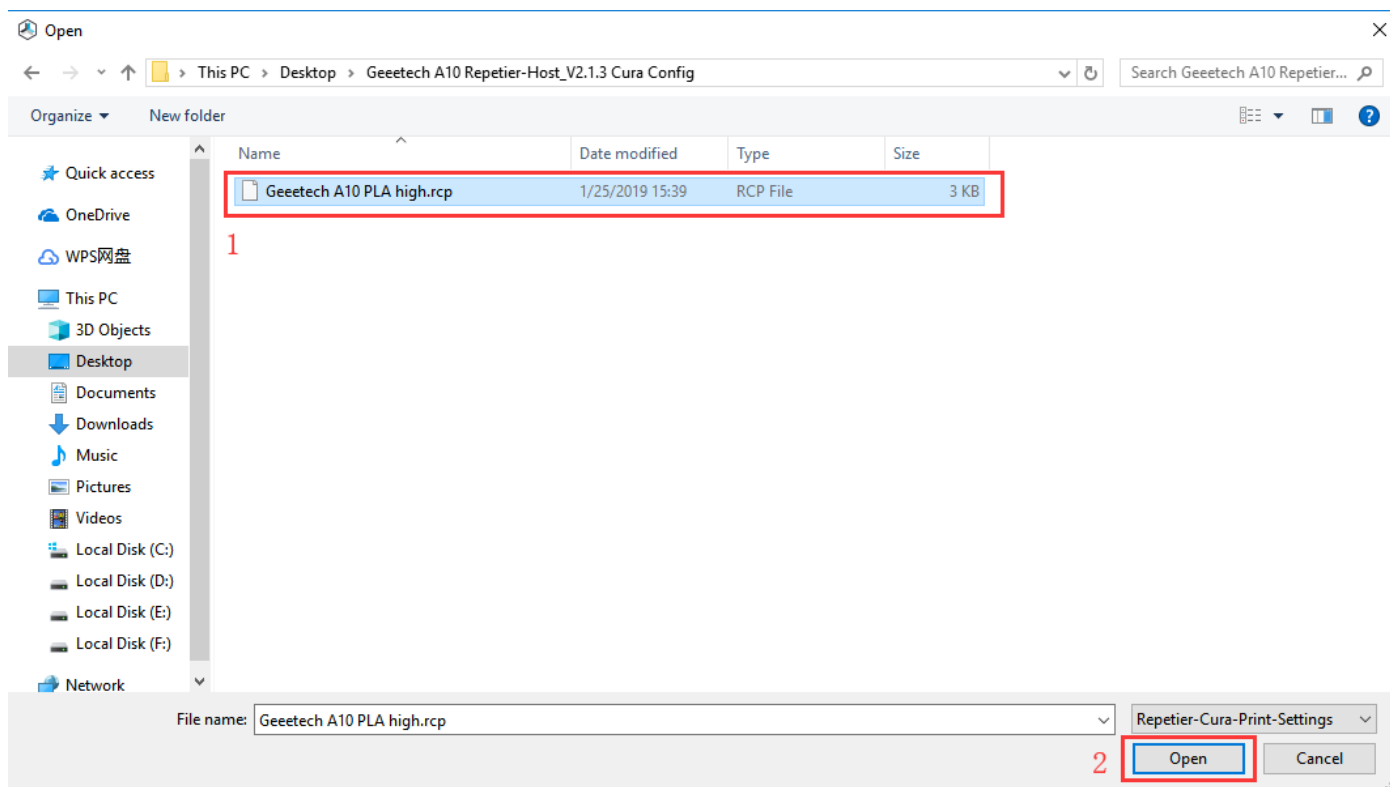 Open
This PC > Desktop > Geeetech A10 Repetier-Host_V2.1.3 Cura Config
Search Geeetech A10 Repetier...
Organize
New folder
?
Name Date modified Type Size
Geeetech A10 PLA high.rcp 1/25/2019 15:39 RCP File 3 KB
1
Quick access
OneDrive
WPS网盘
This PC
3D Objects
Desktop
Documents
Downloads
Music
Pictures
Videos
Local Disk (C:)
Local Disk (D:)
Local Disk (E:)
Local Disk (F:)
Network
File name: Geeetech A10 PLA high.rcp
Repetier-Cura-Print-Settings
2
Open
Cancel